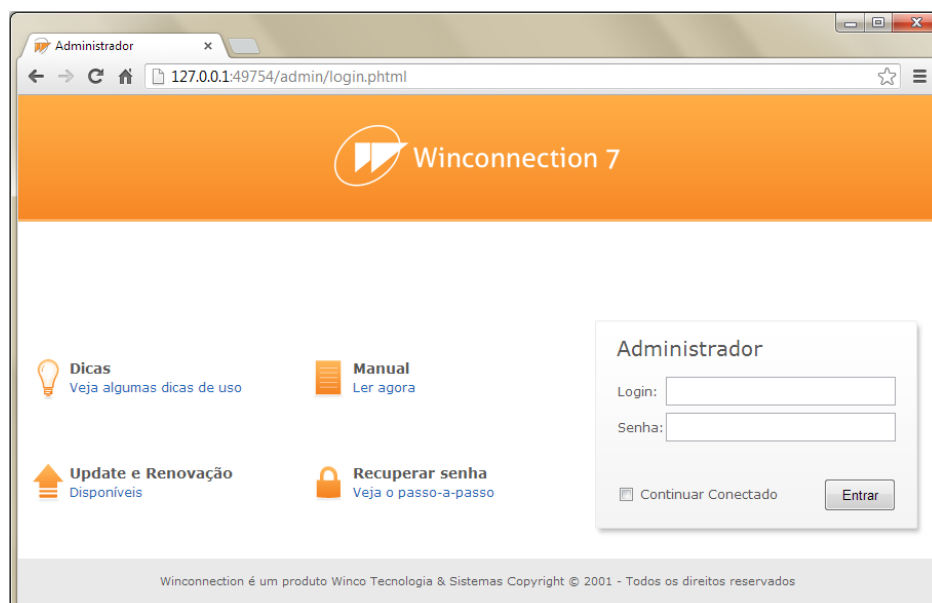 Administrador
127.0.0.1:49754/admin/login.phtml
Winconnection 7
Dicas
Veja algumas dicas de uso
Manual
Ler agora
Update e Renovação
Disponíveis
Recuperar senha
Veja o passo-a-passo
Administrador
Login:
Senha:
Continuar Conectado
Entrar
Winconnection é um produto Winco Tecnologia & Sistemas Copyright © 2001 - Todos os direitos reservados